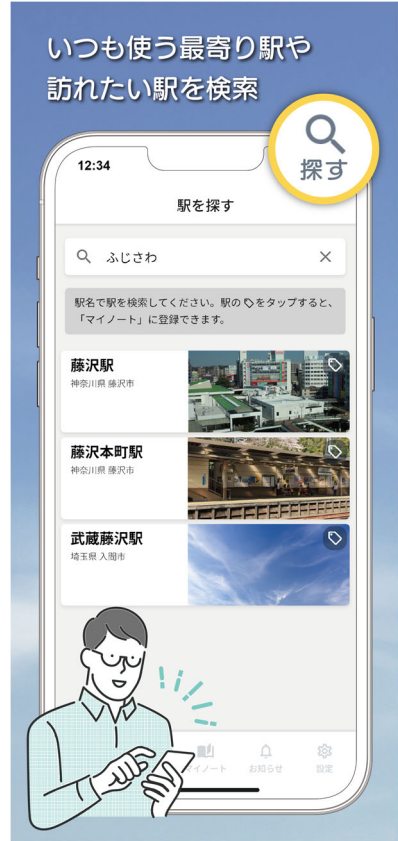 いつも使う最寄り駅や
訪れたい駅を検索
探す
12:34
駅を探す
ふじさわ
駅名で駅を検索してください。駅の をタップすると、
「マイノート」に登録できます。
藤沢駅
神奈川県 藤沢市
藤沢本町駅
神奈川県 藤沢市
武蔵藤沢駅
埼玉県 入間市
マイノート
お知らせ
設定